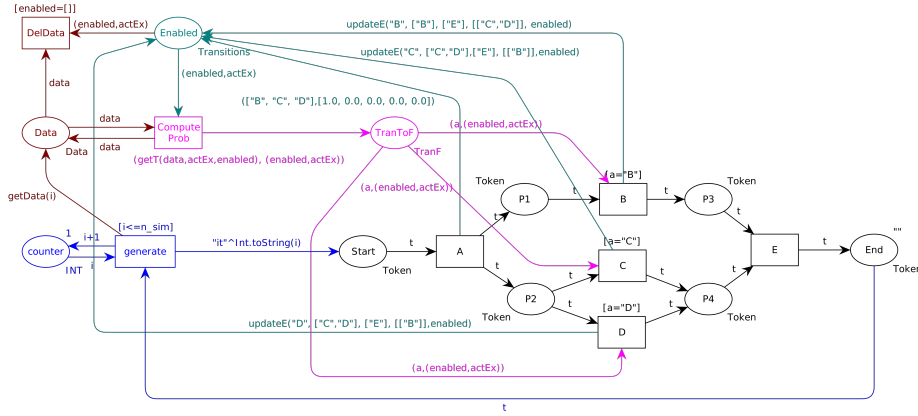 [enabled=[]]
DelData
(enabled,actEx)
Enabled
Transitions
updateE("B", ["B"], ["E"], [["C","D"]], enabled)
updateE("C", ["C","D"],["E"], [["B"]],enabled)
data
(enabled,actEx)
(["B", "C", "D"],[1.0, 0.0, 0.0, 0.0, 0.0])
Data
data
Compute
Prob
TranToF
(a,(enabled,actEx))
Data
data
(getT(data,actEx,enabled), (enabled,actEx))
TranF
getData(i)
(a,(enabled,actEx))
Token
P1
t
[a="B"]
B
t
P3
Token
[i<=n_sim]
t
t
""
1
i+1
counter
generate
"it"^Int.toString(i)
Start
t
A
[a="C"]
C
E
t
End
INT
i
Token
t
t
t
t
Token
P2
P4
Token
t
[a="D"]
t
Token
updateE("D", ["C","D"], ["E"], [["B"]],enabled)
D
(a,(enabled,actEx))
t